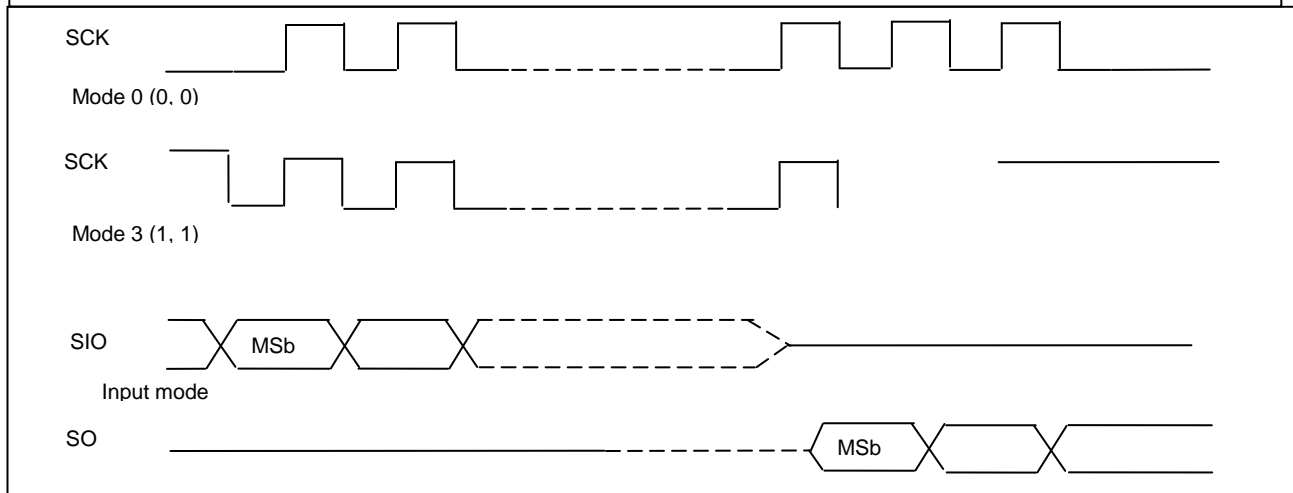 SCK
Mode 0 (0, 0)
SCK
Mode 3 (1, 1)
SIO
MSb
Input mode
SO
MSb